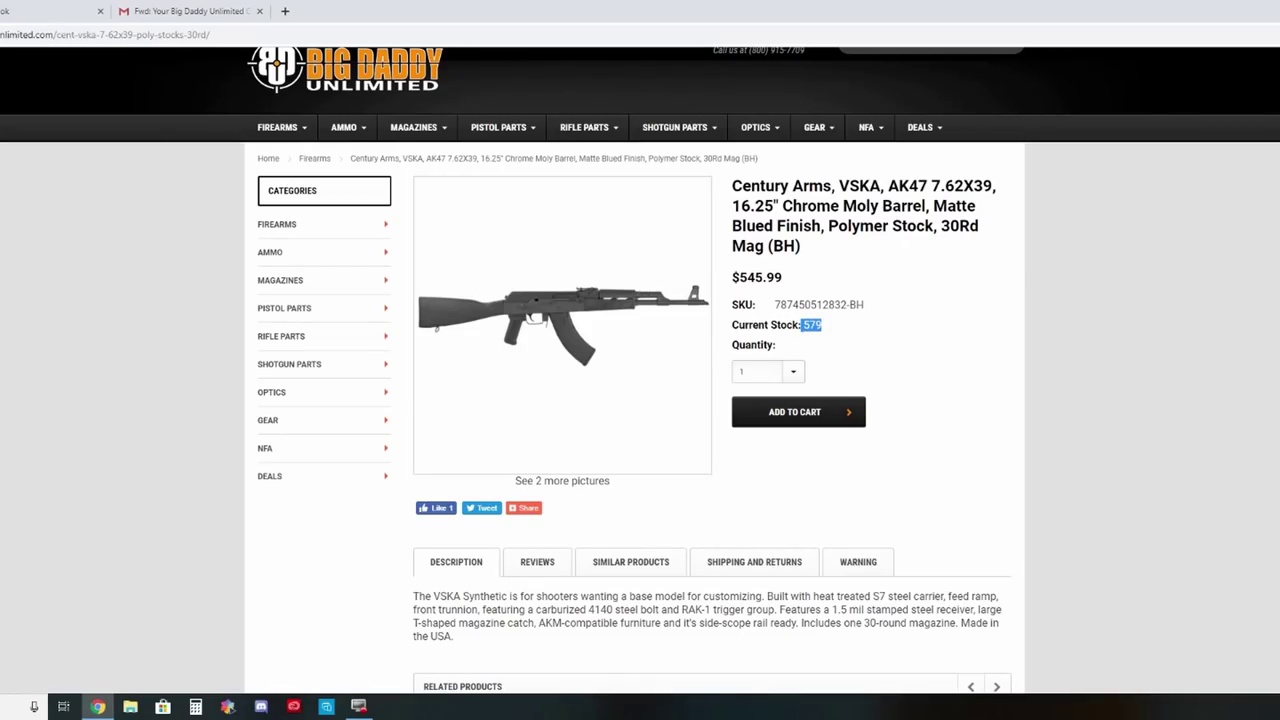 ok
Fwd: Your Big Daddy Unlimited
nlimited.com/cent-vska-7-62x39-poly-stocks-30rd/
Call us at (800) 915-7709
BIG DADDY
UNLIMITED
FIREARMS
AMMO
MAGAZINES
PISTOL PARTS
RIFLE PARTS
SHOTGUN PARTS
OPTICS
GEAR
NFA
DEALS
Home
Firearms
Century Arms, VSKA, AK47 7.62X39, 16.25" Chrome Moly Barrel, Matte Blued Finish, Polymer Stock, 30Rd Mag (BH)
CATEGORIES
FIREARMS
AMMO
MAGAZINES
PISTOL PARTS
RIFLE PARTS
SHOTGUN PARTS
OPTICS
GEAR
NFA
DEALS
See 2 more pictures
Like 1
Tweet
Share
Century Arms, VSKA, AK47 7.62X39,
16.25" Chrome Moly Barrel, Matte
Blued Finish, Polymer Stock, 30Rd
Mag (BH)
$545.99
SKU: 787450512832-BH
Current Stock: 579
Quantity:
1
ADD TO CART
DESCRIPTION
REVIEWS
SIMILAR PRODUCTS
SHIPPING AND RETURNS
WARNING
The VSKA Synthetic is for shooters wanting a base model for customizing. Built with heat treated S7 steel carrier, feed ramp,
front trunnion, featuring a carburized 4140 steel bolt and RAK-1 trigger group. Features a 1.5 mil stamped steel receiver, large
T-shaped magazine catch, AKM-compatible furniture and it's side-scope rail ready. Includes one 30-round magazine. Made in
the USA.
RELATED PRODUCTS